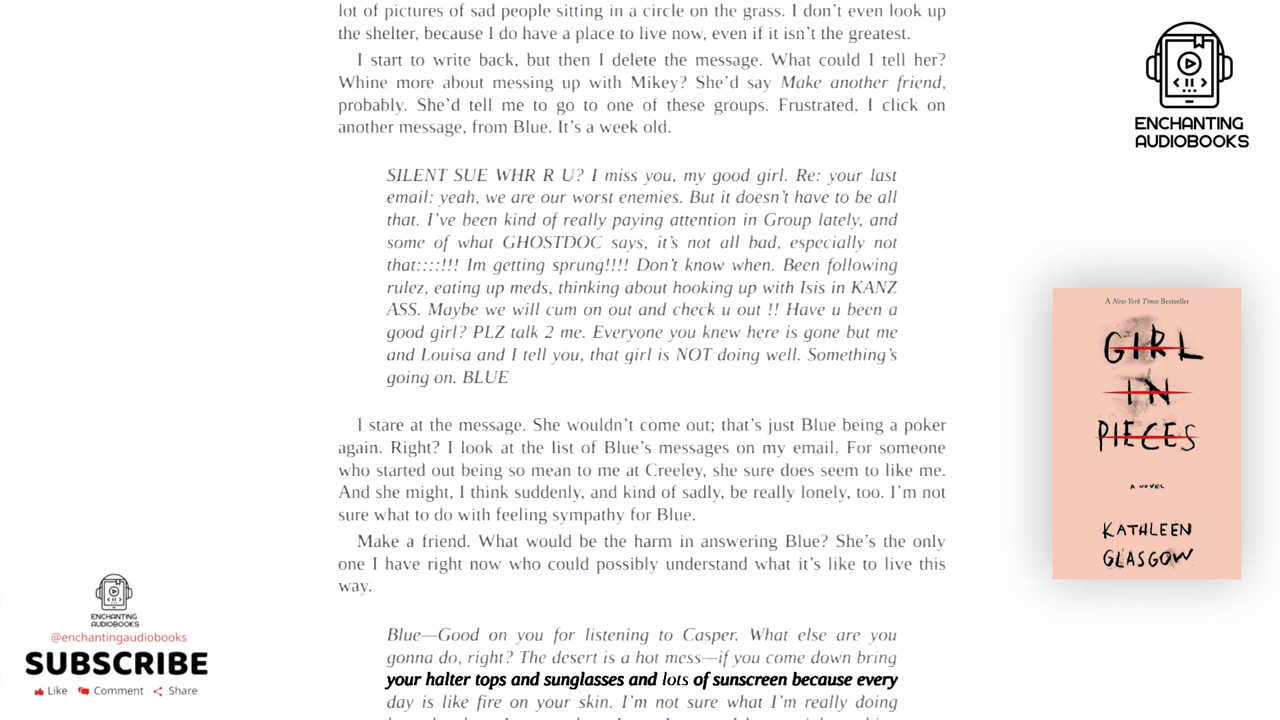 lot of pictures of sad people sitting in a circle on the grass. I don't even look up
the shelter, because I do have a place to live now, even if it isn't the greatest.
I start to write back, but then I delete the message. What could I tell her?
Whine more about messing up with Mikey? She'd say Make another friend,
probably. She'd tell me to go to one of these groups. Frustrated, I click on
another message, from Blue. It's a week old.
SILENT SUE WHR R U? I miss you, my good girl. Re: your last
email: yeah, we are our worst enemies. But it doesn't have to be all
that. I've been kind of really paying attention in Group lately, and
some of what GHOSTDOC says, it's not all bad, especially not
that::::!!! Im getting sprung!!!! Don't know when. Been following
rulez, eating up meds, thinking about hooking up with Isis in KANZ
ASS. Maybe we will cum on out and check u out !! Have u been a
good girl? PLZ talk 2 me. Everyone you knew here is gone but me
and Louisa and I tell you, that girl is NOT doing well. Something's
going on. BLUE
I stare at the message. She wouldn't come out; that's just Blue being a poker
again. Right? I look at the list of Blue's messages on my email. For someone
who started out being so mean to me at Creeley, she sure does seem to like me.
And she might, I think suddenly, and kind of sadly, be really lonely, too. I'm not
sure what to do with feeling sympathy for Blue.
Make a friend. What would be the harm in answering Blue? She's the only
one I have right now who could possibly understand what it's like to live this
way.
Blue—Good on you for listening to Casper. What else are you
gonna do, right? The desert is a hot mess—if you come down bring
your halter tops and sunglasses and lots of sunscreen because every
day is like fire on your skin. I'm not sure what I'm really doing
ENCHANTING
AUDIOBOOKS
A New York Times Bestseller
GIRL
IN
PIECES
A NOVEL
KATHLEEN
GLASGOW
ENCHANTING
AUDIOBOOKS
@enchantingaudiobooks
SUBSCRIBE
Like Comment Share